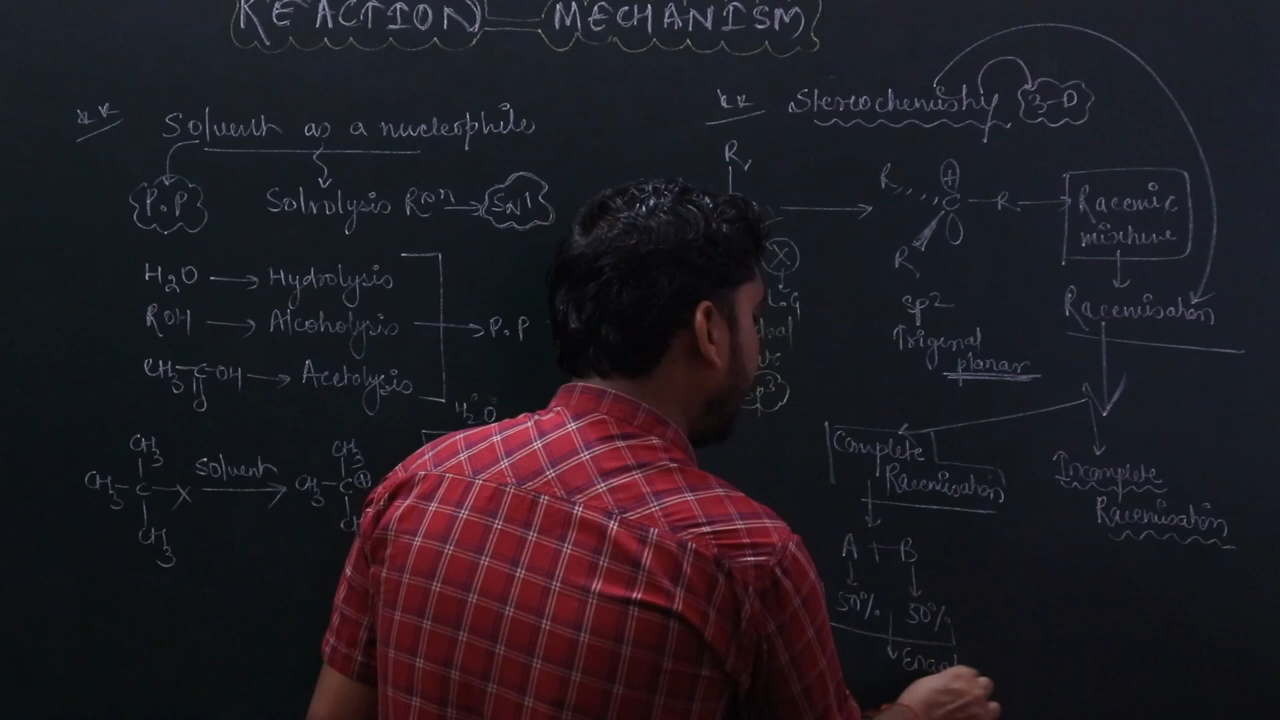 REACTION — MECHANISM
** Solvent as a nucleophile
P.P Solvolysis Rxn → SN1
H2O → Hydrolysis
ROH → Alcoholysis → P.P
CH3-C-OH → Acetolysis
O
H2O
CH3 CH3
CH3-C-X solvent → CH3-C⊕
CH3
** Stereochemistry 3-D
R
X
sp3
R C ⊕ R
R
sp2
Trigonal
planar
Racemic
mixture
Racemisation
Complete
Racemisation
A + B
50% 50%
Incomplete
Racemisation